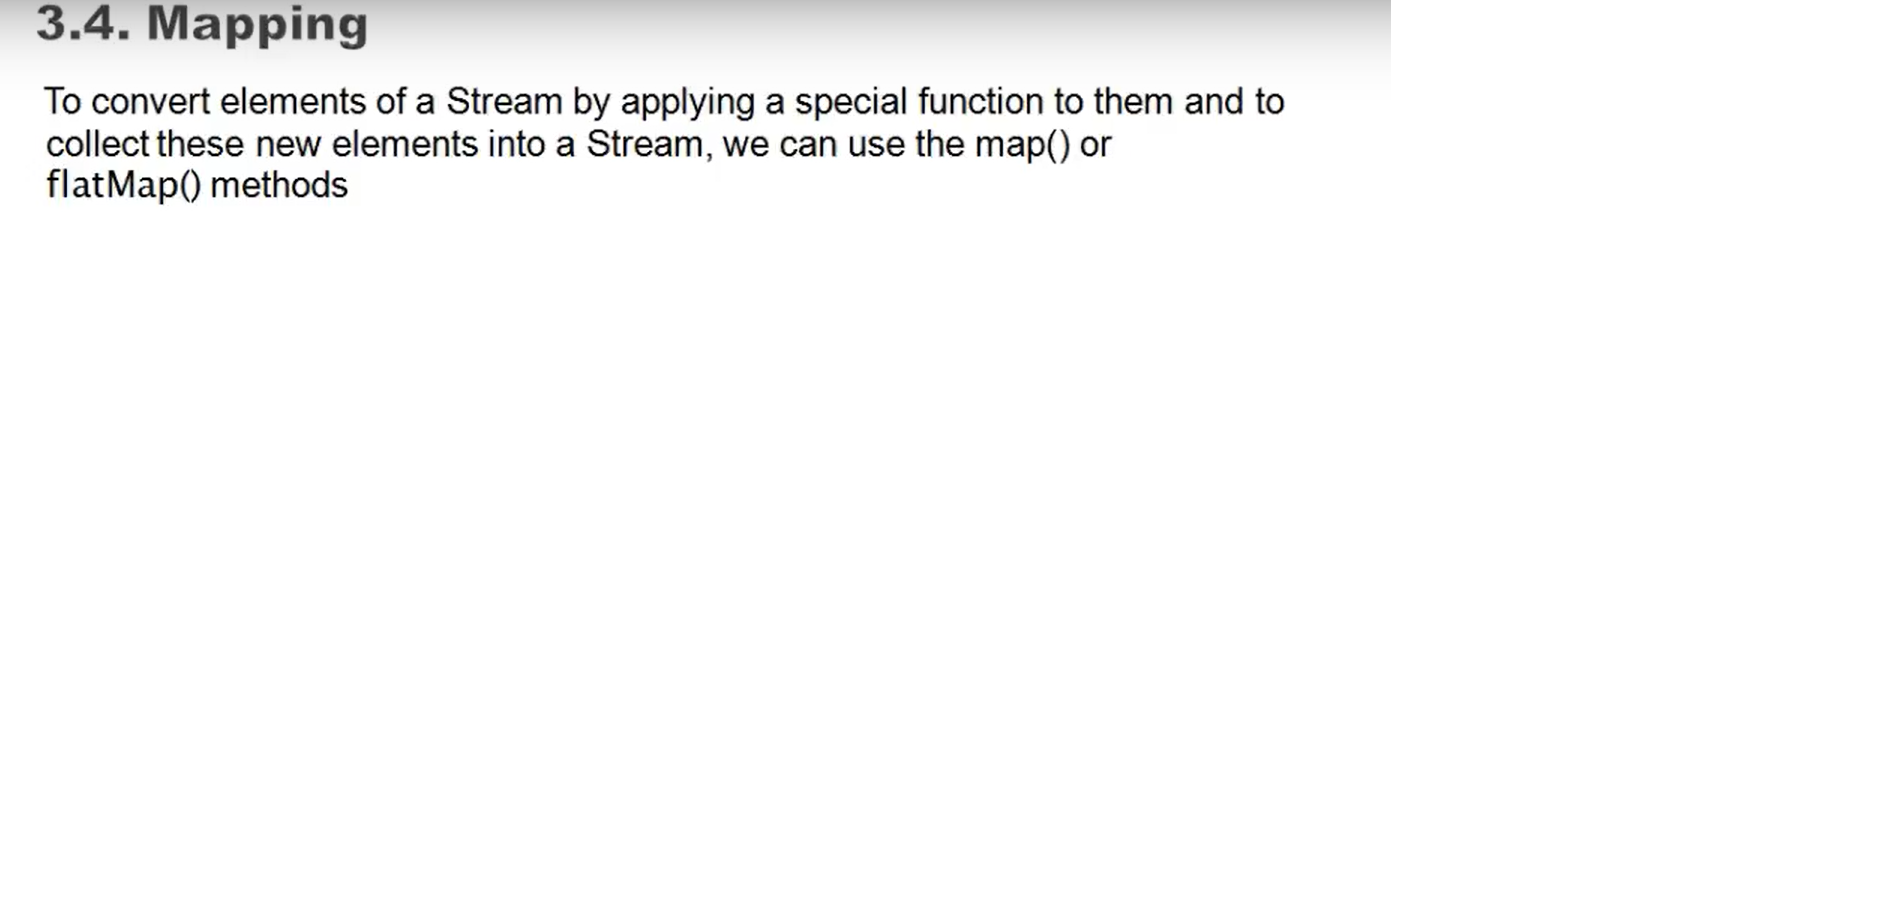 3.4. Mapping
To convert elements of a Stream by applying a special function to them and to
collect these new elements into a Stream, we can use the map() or
flatMap() methods